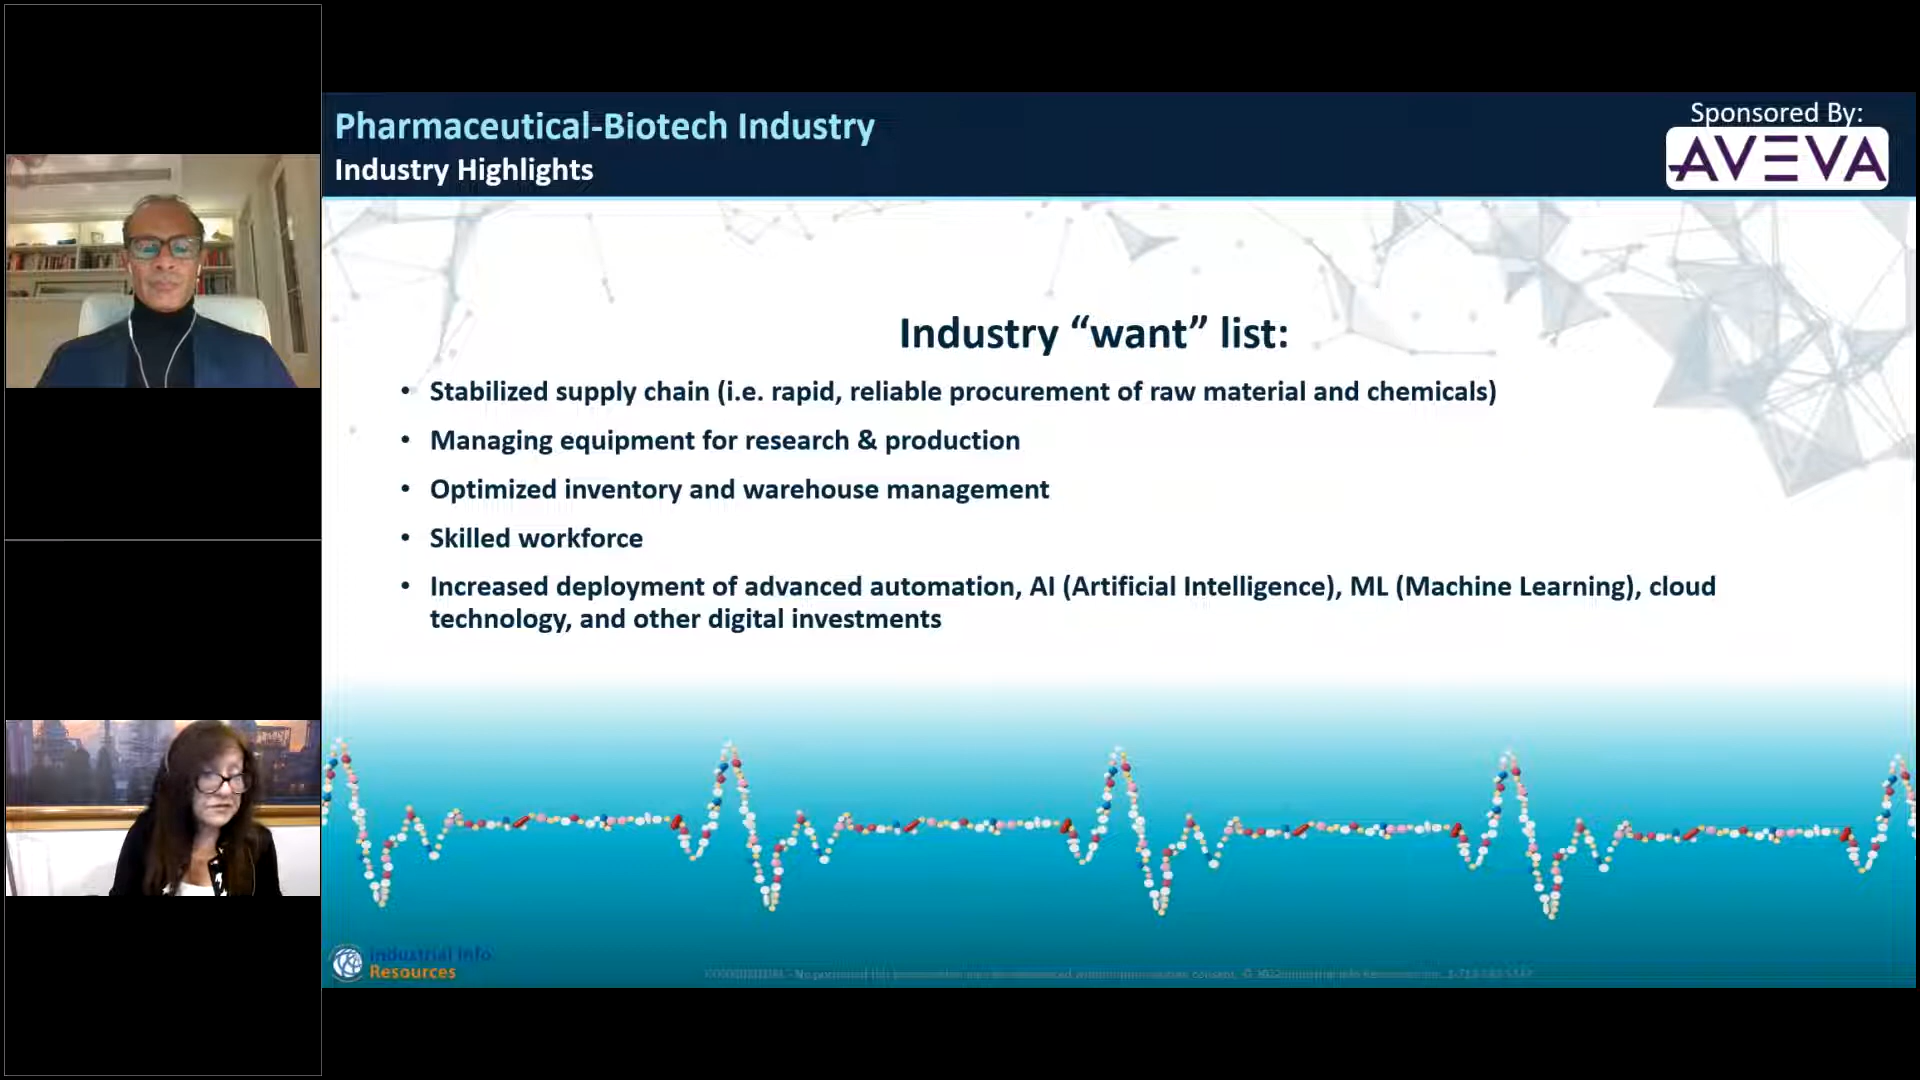 Pharmaceutical-Biotech Industry
Industry Highlights
Sponsored By:
AVEVA
Industry “want” list:
• Stabilized supply chain (i.e. rapid, reliable procurement of raw material and chemicals)
• Managing equipment for research & production
• Optimized inventory and warehouse management
• Skilled workforce
• Increased deployment of advanced automation, AI (Artificial Intelligence), ML (Machine Learning), cloud
technology, and other digital investments
Industrial Info
Resources